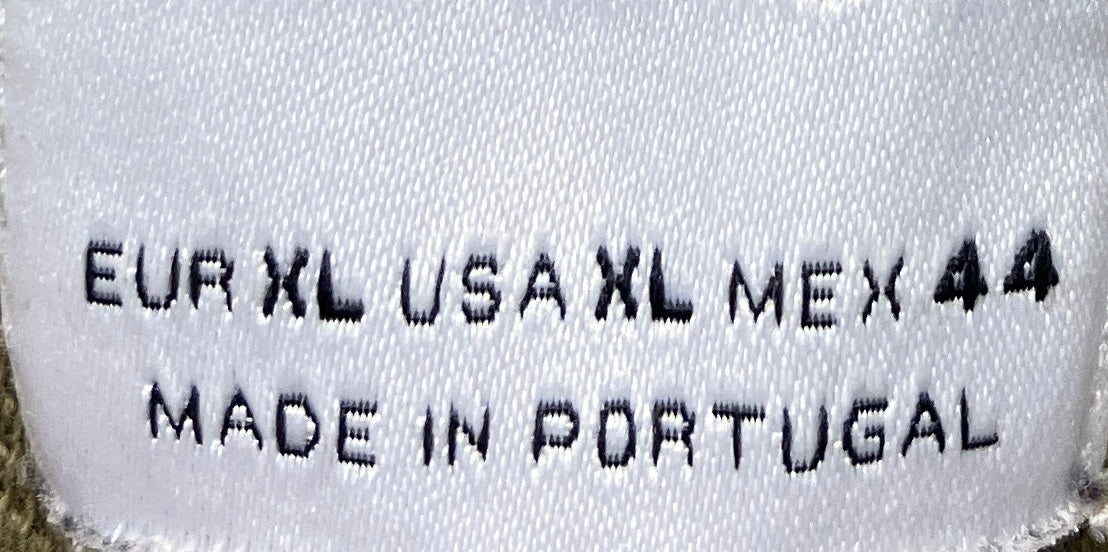 EUR XL USA XL MEX 44
MADE IN PORTUGAL